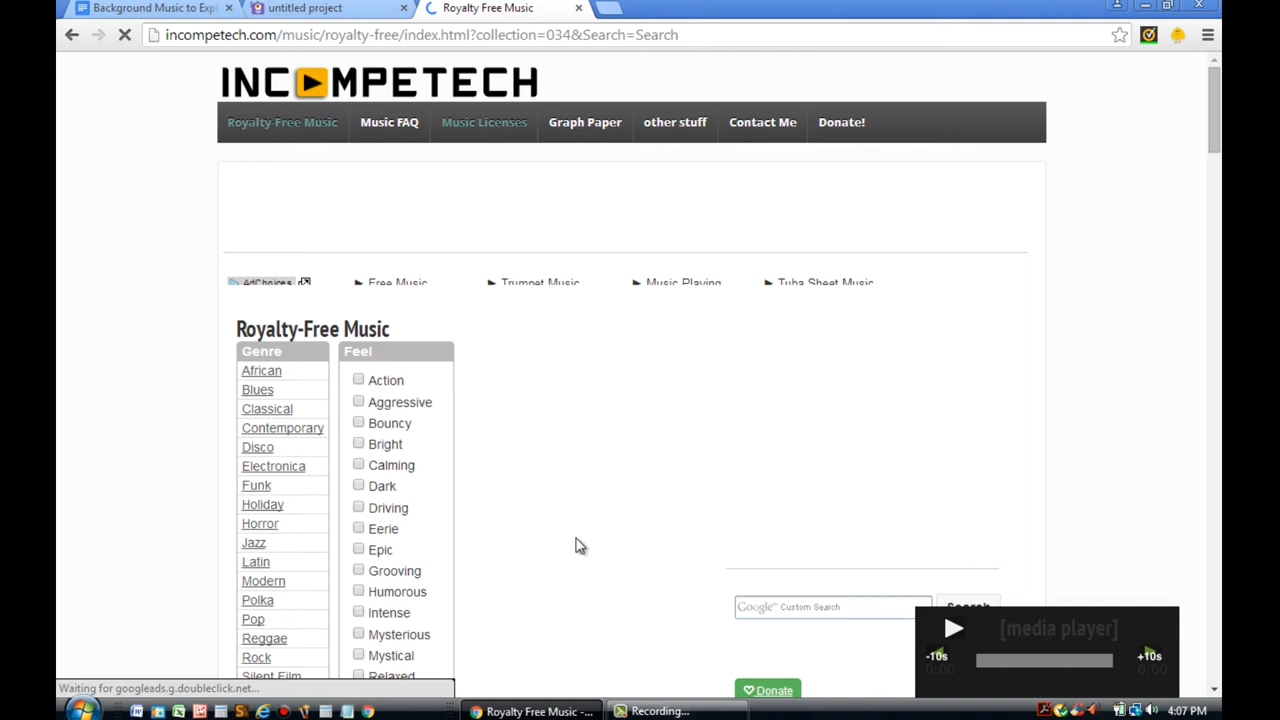 Background Music to Expl
untitled project
Royalty Free Music
incompetech.com/music/royalty-free/index.html?collection=034&Search=Search
INCOMPETECH
Royalty-Free Music
Music FAQ
Music Licenses
Graph Paper
other stuff
Contact Me
Donate!
AdChoices
Free Music
Trumpet Music
Music Playing
Tuba Sheet Music
Royalty-Free Music
Genre
African
Blues
Classical
Contemporary
Disco
Electronica
Funk
Holiday
Horror
Jazz
Latin
Modern
Polka
Pop
Reggae
Rock
Silent Film
Feel
Action
Aggressive
Bouncy
Bright
Calming
Dark
Driving
Eerie
Epic
Grooving
Humorous
Intense
Mysterious
Mystical
Relaxed
Google Custom Search
Search
Donate
[media player]
-10s
+10s
0:00
0:00
Waiting for googleads.g.doubleclick.net...
Royalty Free Music -...
Recording...
4:07 PM